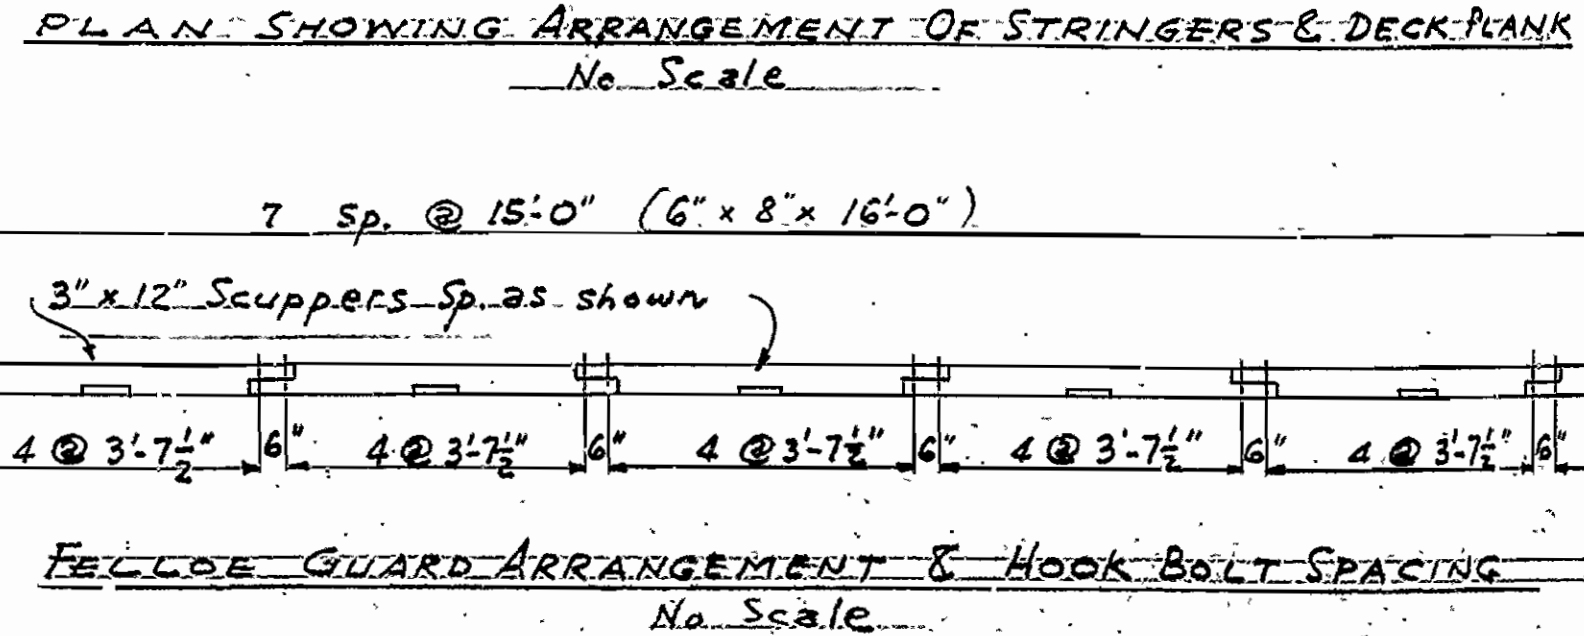 PLAN SHOWING ARRANGEMENT OF STRINGERS & DECK PLANK
No Scale
7 sp. @ 15'-0" (6" x 8" x 16'-0")
3" x 12" Scuppers Sp. as shown
4 @ 3'-7½" 6" 4 @ 3'-7½" 6" 4 @ 3'-7½" 6" 4 @ 3'-7½" 6" 4 @ 3'-7½" 6"
FELLOE GUARD ARRANGEMENT & HOOK BOLT SPACING
No Scale